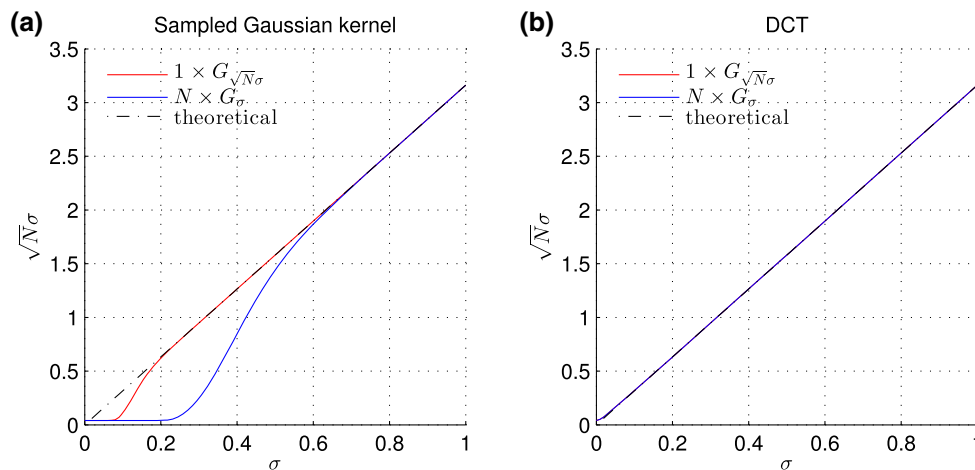 (a) Sampled Gaussian kernel
3.5
3
2.5
2
1.5
1
0.5
0
√Nσ
1 × G√Nσ
N × Gσ
theoretical
0 0.2 0.4 0.6 0.8 1
σ
(b) DCT
3.5
3
2.5
2
1.5
1
0.5
0
√Nσ
1 × G√Nσ
N × Gσ
theoretical
0 0.2 0.4 0.6 0.8
σ